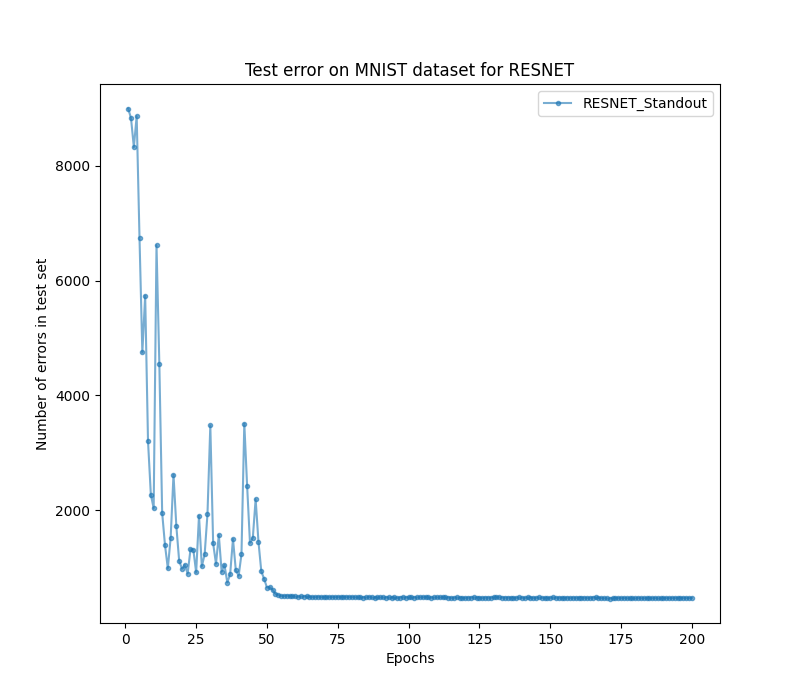 Test error on MNIST dataset for RESNET
RESNET_Standout
8000
6000
4000
2000
Number of errors in test set
0 25 50 75 100 125 150 175 200
Epochs